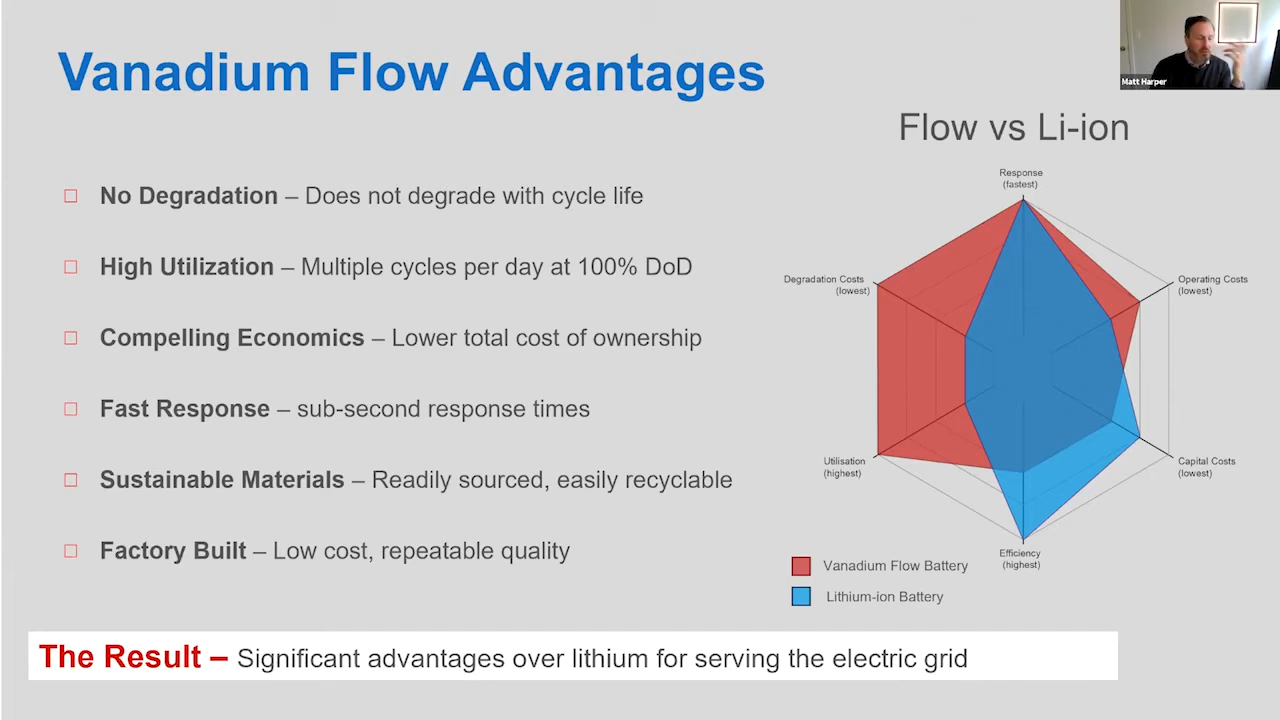 Vanadium Flow Advantages
Matt Harper
Flow vs Li-ion
No Degradation – Does not degrade with cycle life
High Utilization – Multiple cycles per day at 100% DoD
Compelling Economics – Lower total cost of ownership
Fast Response – sub-second response times
Sustainable Materials – Readily sourced, easily recyclable
Factory Built – Low cost, repeatable quality
Response
(fastest)
Degradation Costs
(lowest)
Operating Costs
(lowest)
Utilisation
(highest)
Capital Costs
(lowest)
Efficiency
(highest)
Vanadium Flow Battery
Lithium-ion Battery
The Result – Significant advantages over lithium for serving the electric grid